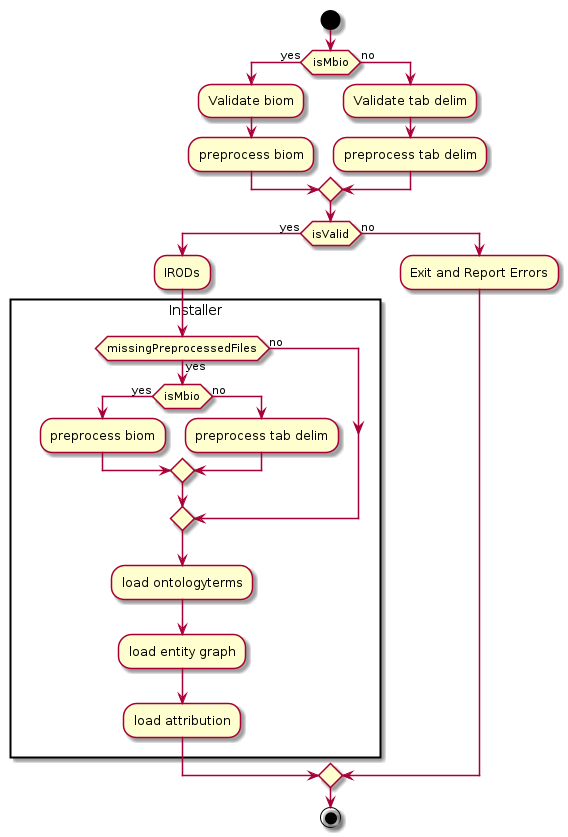 isMbio
yes
no
Validate biom
Validate tab delim
preprocess biom
preprocess tab delim
isValid
yes
no
IRODs
Exit and Report Errors
Installer
missingPreprocessedFiles
no
yes
isMbio
yes
no
preprocess biom
preprocess tab delim
load ontologyterms
load entity graph
load attribution